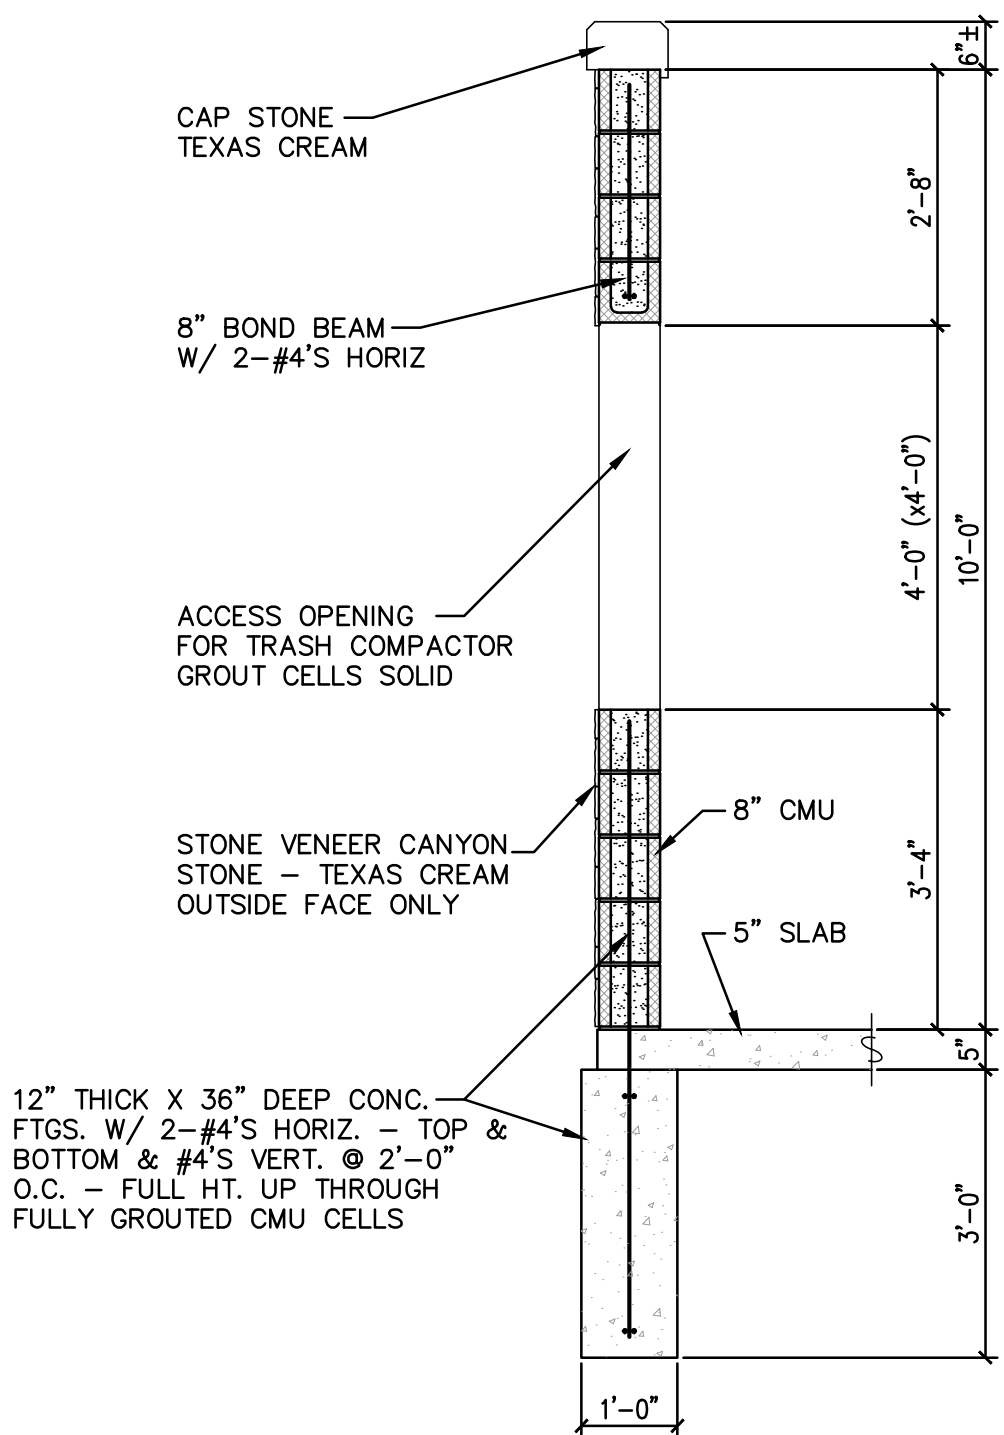 6”±
CAP STONE
TEXAS CREAM
2'-8”
8” BOND BEAM
W/ 2-#4'S HORIZ
4'-0” (x4'-0”)
10'-0”
ACCESS OPENING
FOR TRASH COMPACTOR
GROUT CELLS SOLID
8” CMU
STONE VENEER CANYON
STONE - TEXAS CREAM
OUTSIDE FACE ONLY
3'-4”
5” SLAB
5”
12” THICK X 36” DEEP CONC.
FTGS. W/ 2-#4'S HORIZ. - TOP &
BOTTOM & #4'S VERT. @ 2'-0”
O.C. - FULL HT. UP THROUGH
FULLY GROUTED CMU CELLS
3'-0”
1'-0”